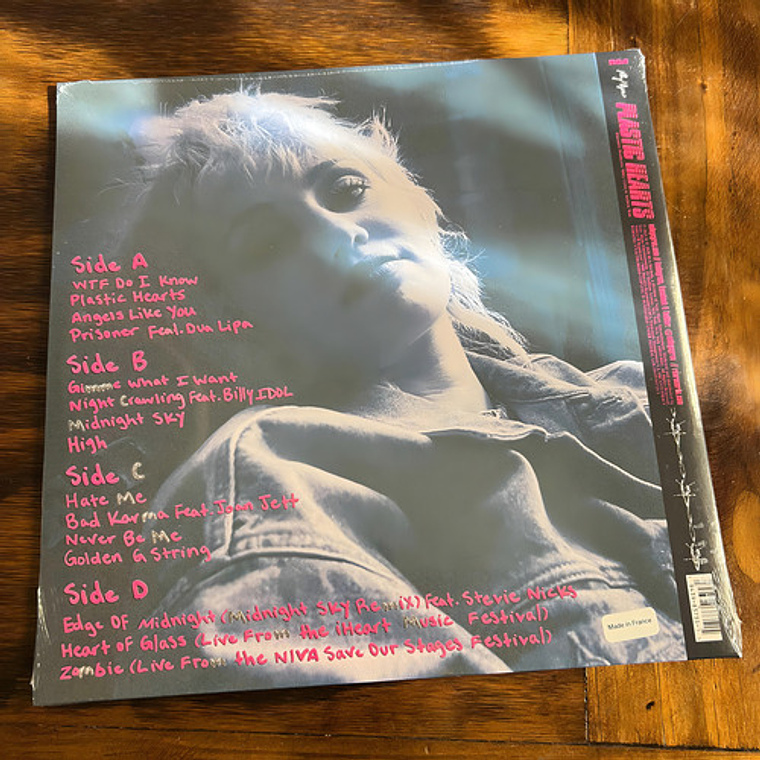 Side A
WTF Do I Know
Plastic Hearts
Angels Like You
Prisoner Feat. Dua Lipa
Side B
Gimme What I Want
Night Crawling Feat. Billy IDOL
Midnight Sky
High
Side C
Hate Me
Bad Karma Feat. Joan Jett
Never Be Me
Golden G String
Side D
Edge Of Midnight (Midnight Sky Remix) feat. Stevie Nicks
Heart of Glass (Live From the iHeart Music Festival)
Zombie (Live From the NIVA Save Our Stages Festival)
Made in France
PLASTIC HEARTS